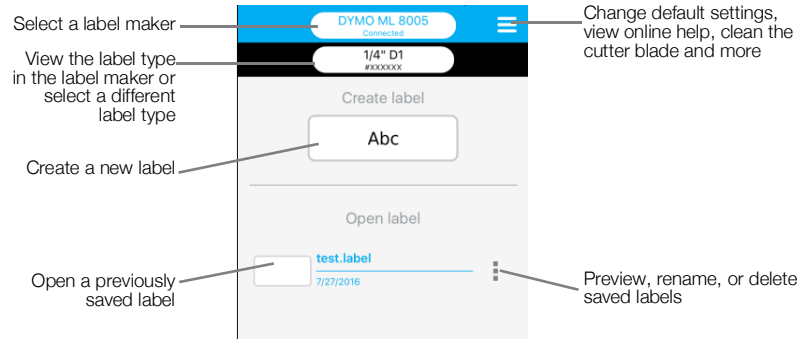 Select a label maker
DYMO ML 8005
Connected
Change default settings,
view online help, clean the
cutter blade and more
View the label type
in the label maker or
select a different
label type
1/4" D1
#XXXXXX
Create label
Abc
Create a new label
Open label
test.label
7/27/2016
Open a previously
saved label
Preview, rename, or delete
saved labels